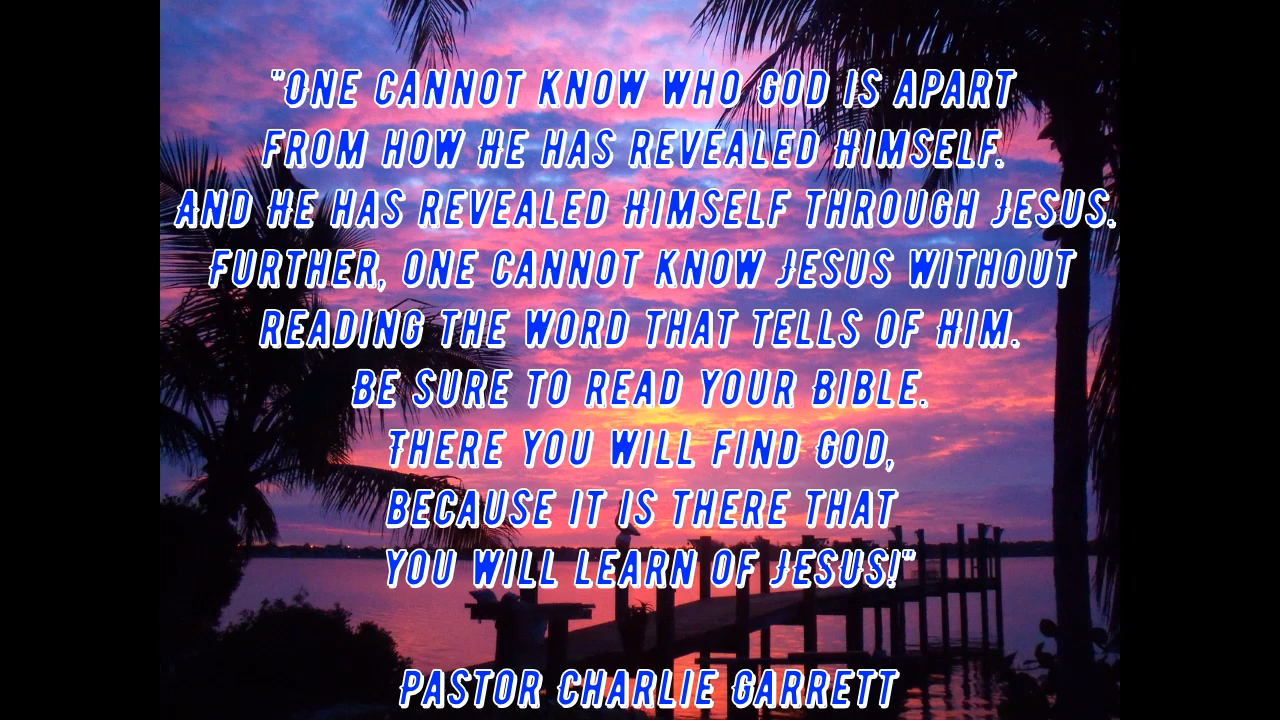 "One cannot know who God is apart
from how He has revealed Himself.
And He has revealed Himself through Jesus.
Further, one cannot know Jesus without
reading the word that tells of Him.
Be sure to read your Bible.
There you will find God,
because it is there that
you will learn of Jesus!"
Pastor Charlie Garrett